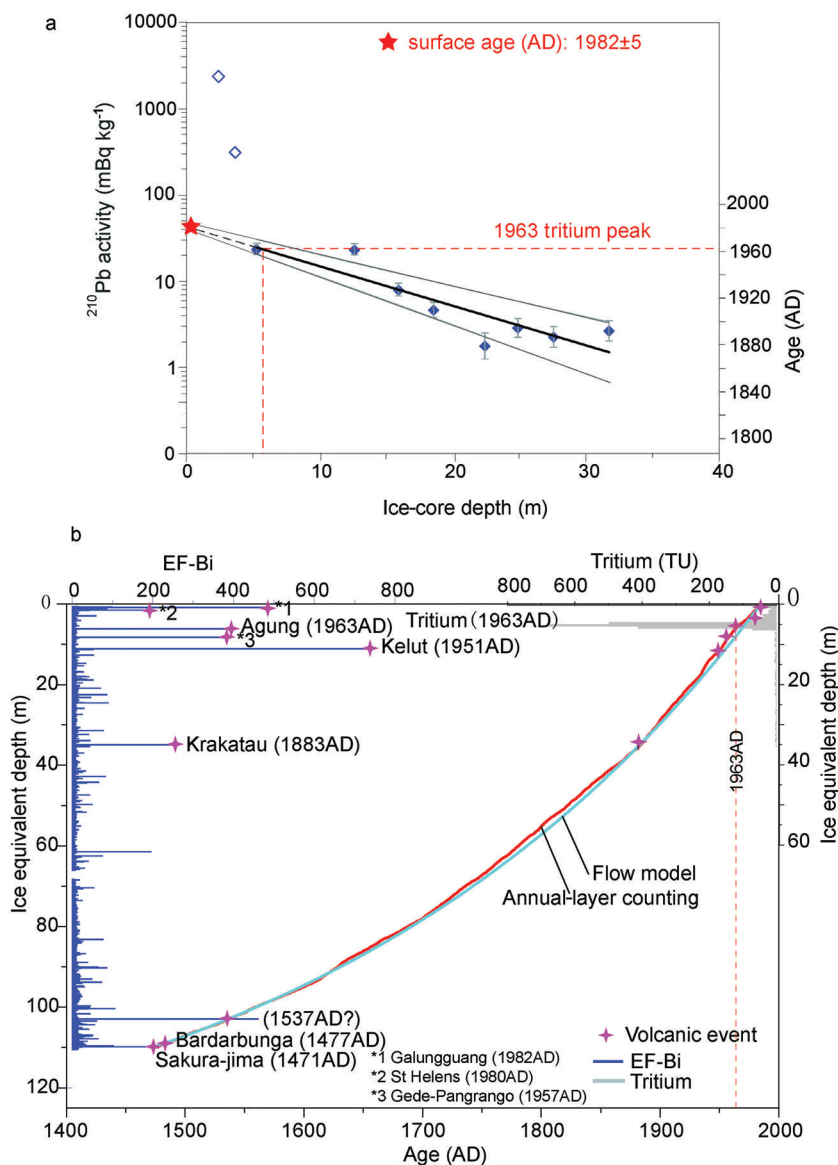 a
surface age (AD): 1982±5
10000
1000
100
10
1
0
²¹⁰Pb activity (mBq kg⁻¹)
1963 tritium peak
2000
1960
1920
1880
1840
1800
Age (AD)
0 10 20 30 40
Ice-core depth (m)
b
EF-Bi
Tritium (TU)
0 200 400 600 800 800 600 400 200 0
0
20
40
60
80
100
120
Ice equivalent depth (m)
0
20
40
60
Ice equivalent depth (m)
*1
*2
Agung (1963AD)
Tritium (1963AD)
*3
Kelut (1951AD)
Krakatau (1883AD)
1963AD
Flow model
Annual-layer counting
(1537AD?)
Bardarbunga (1477AD)
Sakura-jima (1471AD)
*1 Galungguang (1982AD)
*2 St Helens (1980AD)
*3 Gede-Pangrango (1957AD)
Volcanic event
EF-Bi
Tritium
1400 1500 1600 1700 1800 1900 2000
Age (AD)